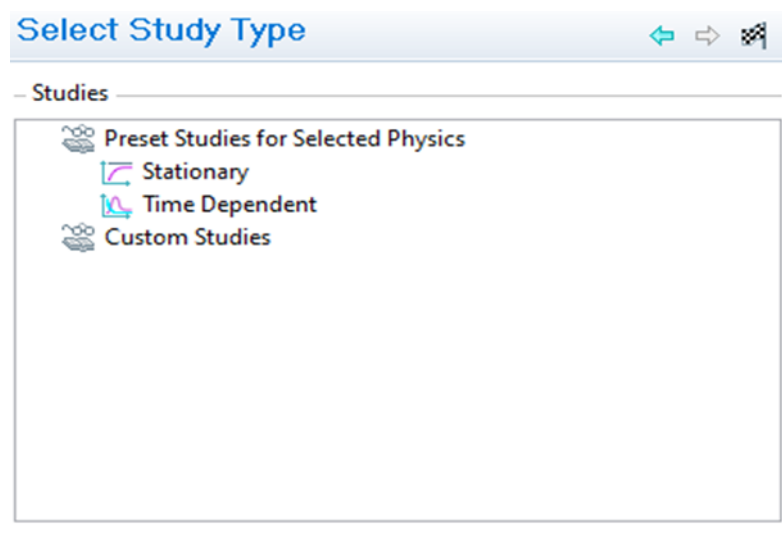 Select Study Type
Studies
Preset Studies for Selected Physics
Stationary
Time Dependent
Custom Studies